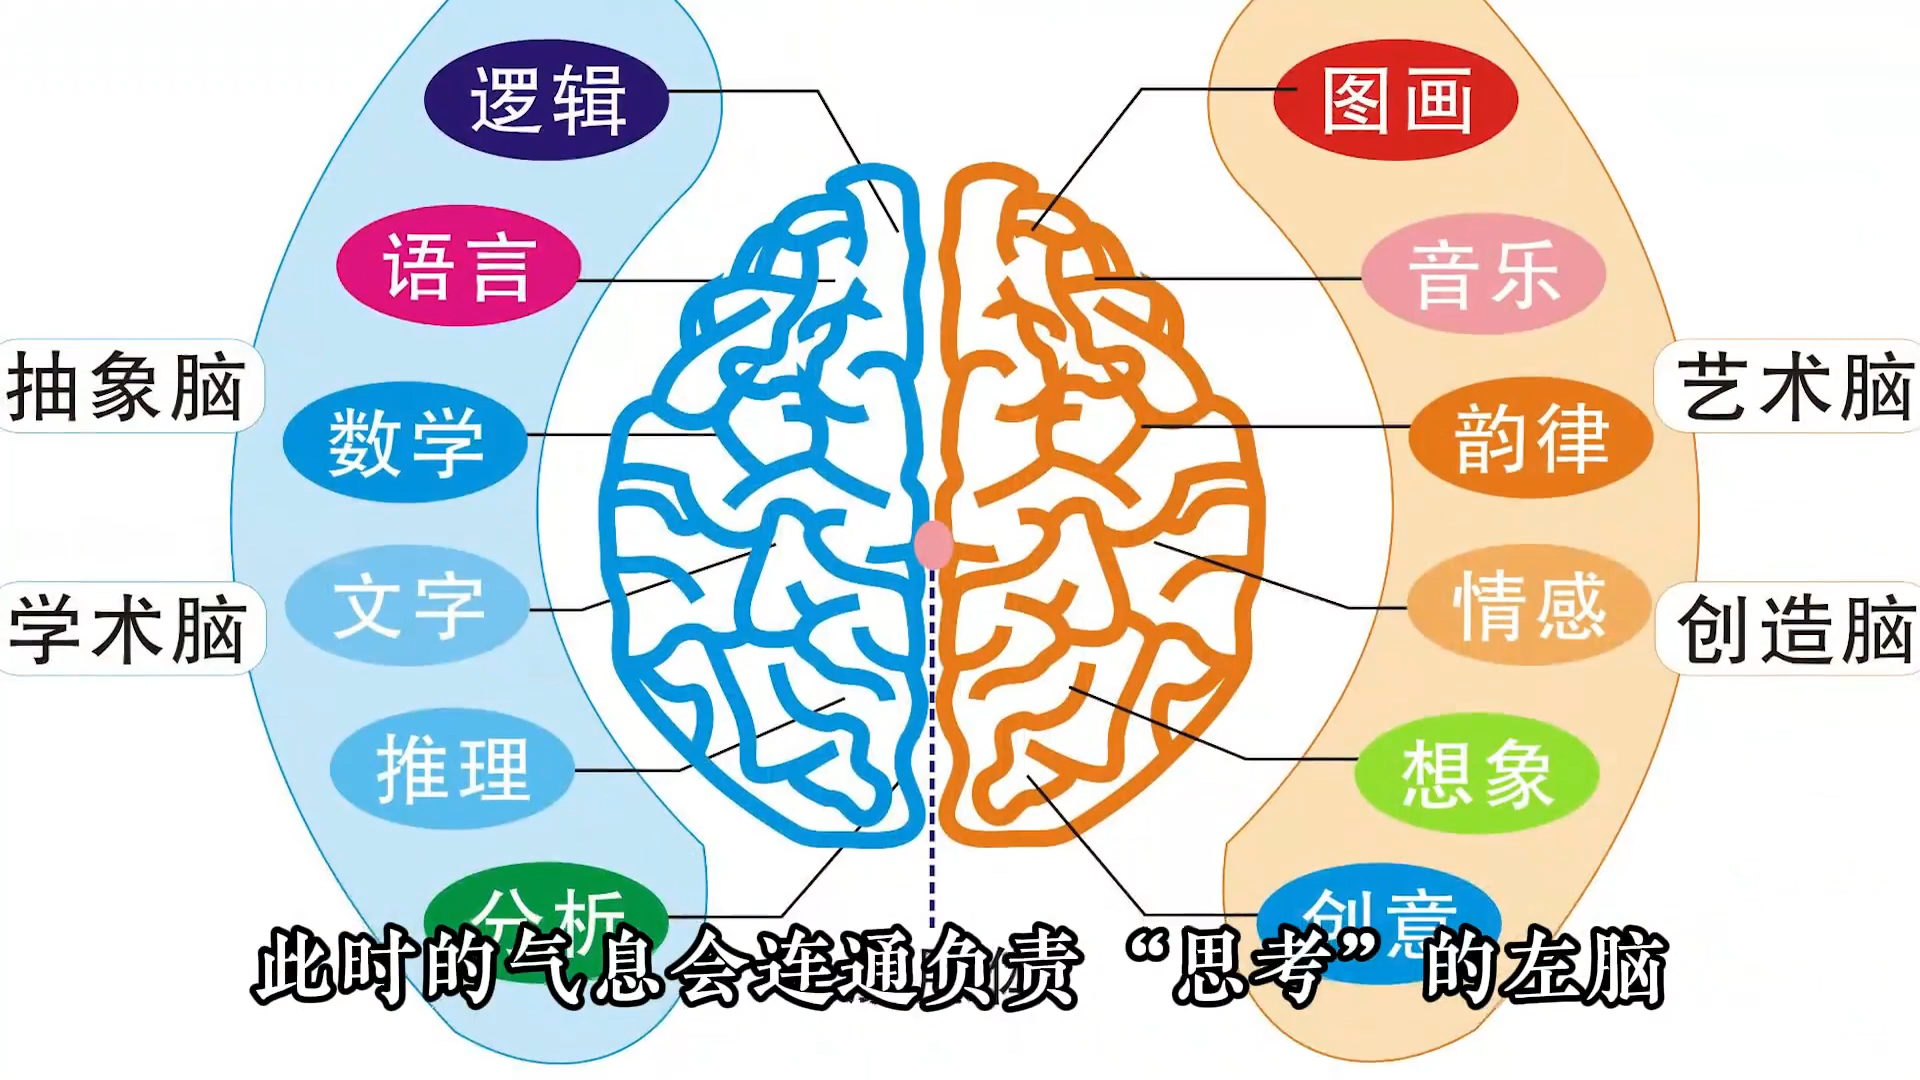 逻辑
图画
语言
音乐
抽象脑
数学
韵律
艺术脑
学术脑
文字
情感
创造脑
推理
想象
分析
创意
此时的气息会连通负责“思考”的左脑